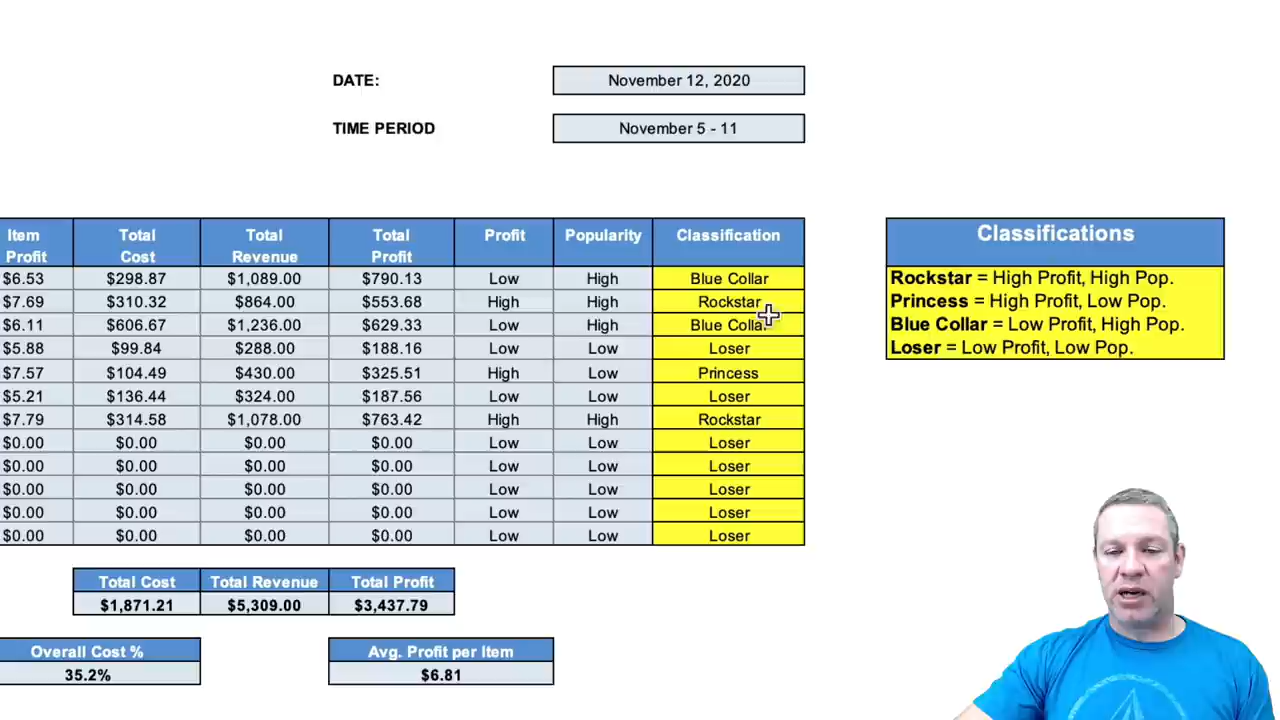 DATE: November 12, 2020
TIME PERIOD November 5 - 11
Item Profit Total Cost Total Revenue Total Profit Profit Popularity Classification
$6.53 $298.87 $1,089.00 $790.13 Low High Blue Collar
$7.69 $310.32 $864.00 $553.68 High High Rockstar
$6.11 $606.67 $1,236.00 $629.33 Low High Blue Collar
$5.88 $99.84 $288.00 $188.16 Low Low Loser
$7.57 $104.49 $430.00 $325.51 High Low Princess
$5.21 $136.44 $324.00 $187.56 Low Low Loser
$7.79 $314.58 $1,078.00 $763.42 High High Rockstar
$0.00 $0.00 $0.00 $0.00 Low Low Loser
$0.00 $0.00 $0.00 $0.00 Low Low Loser
$0.00 $0.00 $0.00 $0.00 Low Low Loser
$0.00 $0.00 $0.00 $0.00 Low Low Loser
$0.00 $0.00 $0.00 $0.00 Low Low Loser
Total Cost Total Revenue Total Profit
$1,871.21 $5,309.00 $3,437.79
Overall Cost % Avg. Profit per Item
35.2% $6.81
Classifications
Rockstar = High Profit, High Pop.
Princess = High Profit, Low Pop.
Blue Collar = Low Profit, High Pop.
Loser = Low Profit, Low Pop.